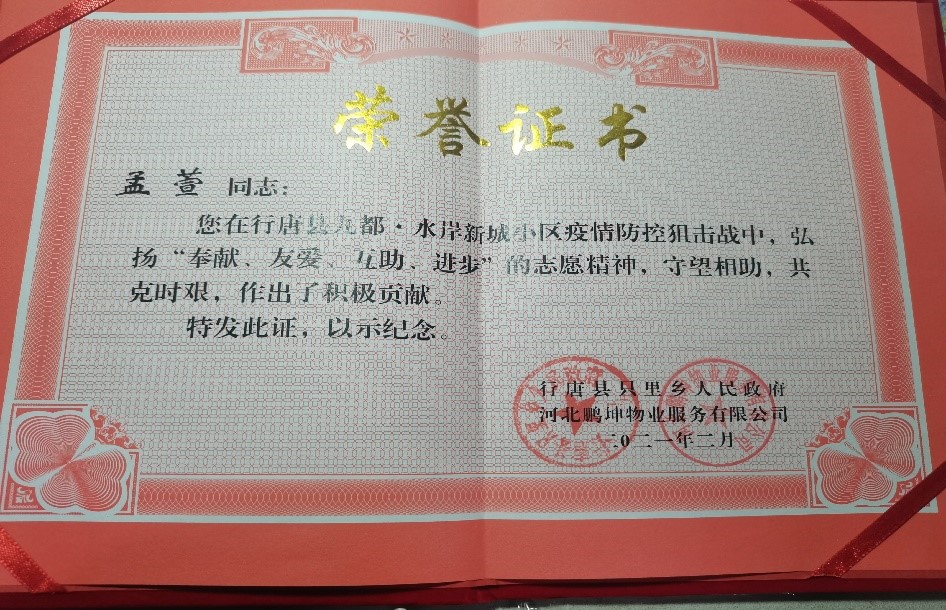 荣誉证书
孟萱 同志：
您在行唐县九都·水岸新城小区疫情防控狙击战中，弘
扬“奉献、友爱、互助、进步”的志愿精神，守望相助，共
克时艰，作出了积极贡献。
特发此证，以示纪念。
行唐县只里乡人民政府
河北鹏坤物业服务有限公司
二〇二一年二月